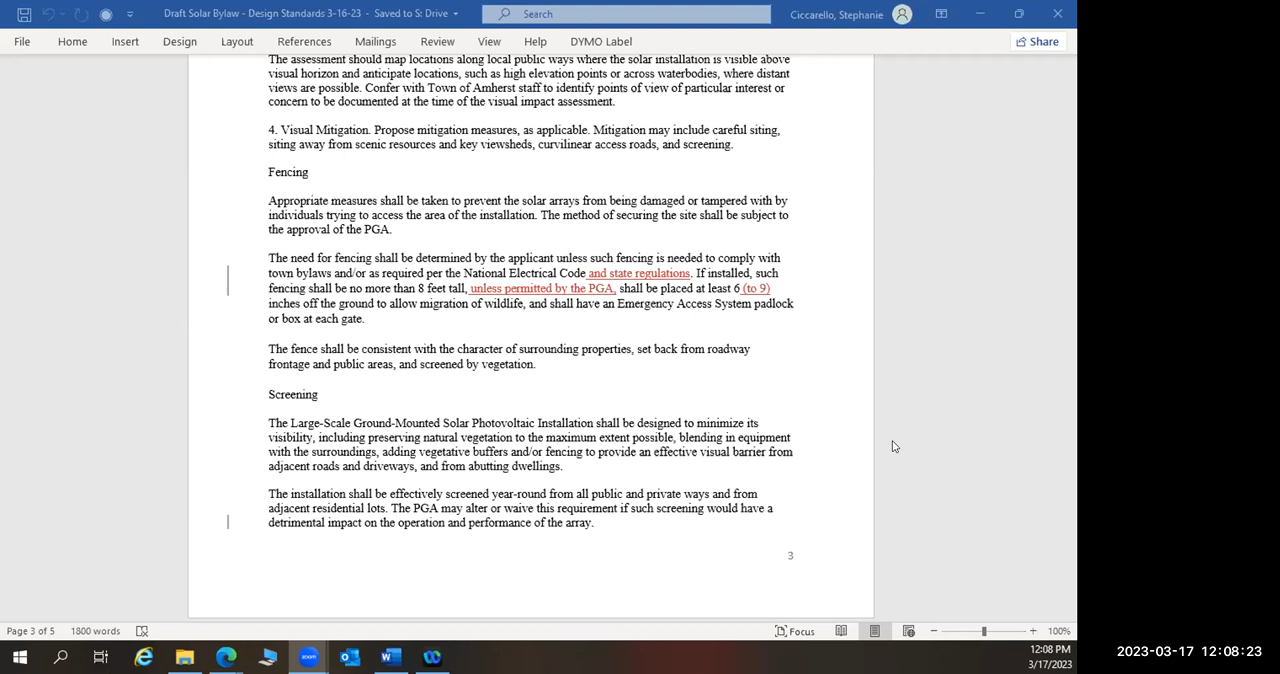 Draft Solar Bylaw - Design Standards 3-16-23 - Saved to S: Drive
Search
Ciccarello, Stephanie
File Home Insert Design Layout References Mailings Review View Help DYMO Label Share
The assessment should map locations along local public ways where the solar installation is visible above
visual horizon and anticipate locations, such as high elevation points or across waterbodies, where distant
views are possible. Confer with Town of Amherst staff to identify points of view of particular interest or
concern to be documented at the time of the visual impact assessment.
4. Visual Mitigation. Propose mitigation measures, as applicable. Mitigation may include careful siting,
siting away from scenic resources and key viewsheds, curvilinear access roads, and screening.
Fencing
Appropriate measures shall be taken to prevent the solar arrays from being damaged or tampered with by
individuals trying to access the area of the installation. The method of securing the site shall be subject to
the approval of the PGA.
The need for fencing shall be determined by the applicant unless such fencing is needed to comply with
town bylaws and/or as required per the National Electrical Code and state regulations. If installed, such
fencing shall be no more than 8 feet tall, unless permitted by the PGA, shall be placed at least 6 (to 9)
inches off the ground to allow migration of wildlife, and shall have an Emergency Access System padlock
or box at each gate.
The fence shall be consistent with the character of surrounding properties, set back from roadway
frontage and public areas, and screened by vegetation.
Screening
The Large-Scale Ground-Mounted Solar Photovoltaic Installation shall be designed to minimize its
visibility, including preserving natural vegetation to the maximum extent possible, blending in equipment
with the surroundings, adding vegetative buffers and/or fencing to provide an effective visual barrier from
adjacent roads and driveways, and from abutting dwellings.
The installation shall be effectively screened year-round from all public and private ways and from
adjacent residential lots. The PGA may alter or waive this requirement if such screening would have a
detrimental impact on the operation and performance of the array.
3
Page 3 of 5 1800 words Focus 100%
zoom
12:08 PM
3/17/2023
2023-03-17 12:08:23